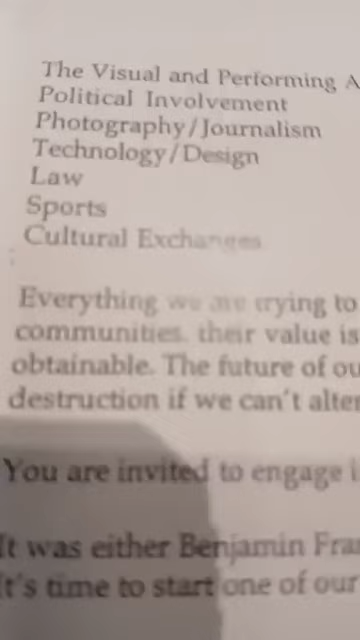 The Visual and Performing A
Political Involvement
Photography/Journalism
Technology/Design
Law
Sports
Cultural Exchanges
Everything we are trying to
communities, their value is
obtainable. The future of ou
destruction if we can't alter
You are invited to engage i
It was either Benjamin Fra
It's time to start one of our